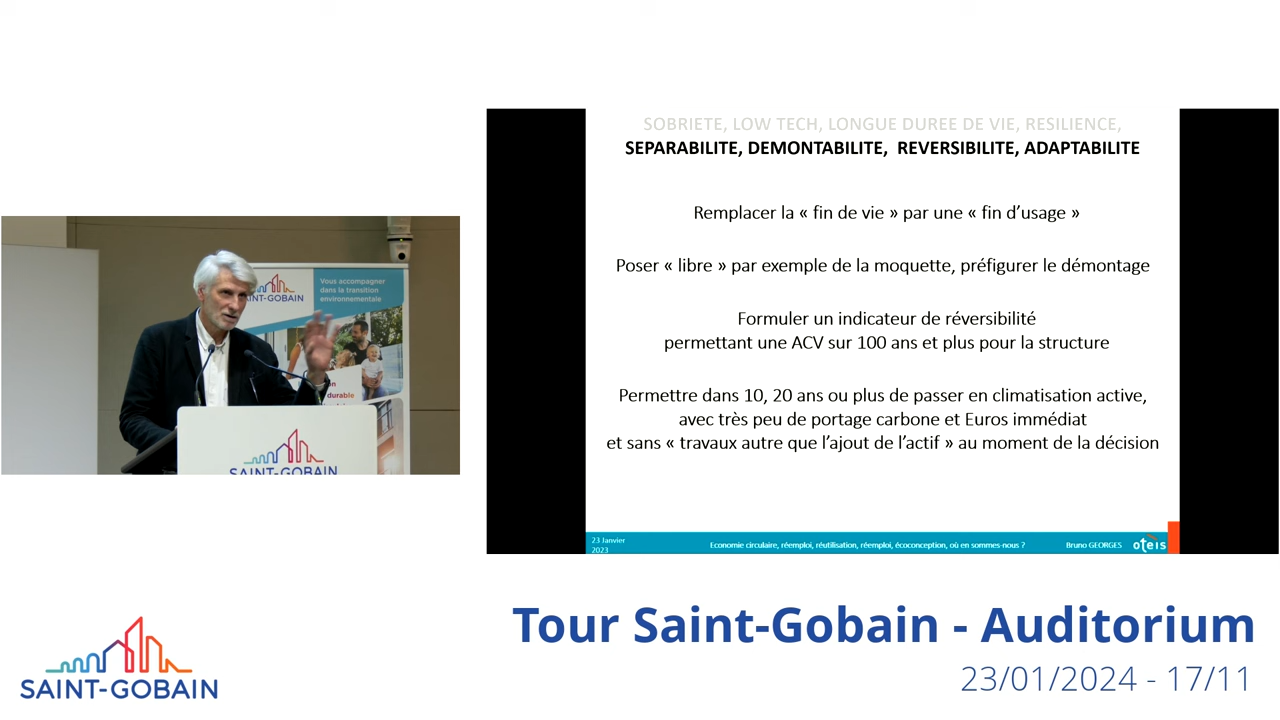 SOBRIETE, LOW TECH, LONGUE DUREE DE VIE, RESILIENCE,
SEPARABILITE, DEMONTABILITE, REVERSIBILITE, ADAPTABILITE
Remplacer la « fin de vie » par une « fin d’usage »
Poser « libre » par exemple de la moquette, préfigurer le démontage
Formuler un indicateur de réversibilité
permettant une ACV sur 100 ans et plus pour la structure
Permettre dans 10, 20 ans ou plus de passer en climatisation active,
avec très peu de portage carbone et Euros immédiat
et sans « travaux autre que l’ajout de l’actif » au moment de la décision
23 Janvier
2023
Economie circulaire, réemploi, réutilisation, réemploi, écoconception, où en sommes-nous ?
Bruno GEORGES
oteis
Vous accompagner
dans la transition
environnementale
AINT-GOBAIN
durable
SAINT-GOBAIN
Tour Saint-Gobain - Auditorium
23/01/2024 - 17/11
SAINT-GOBAIN